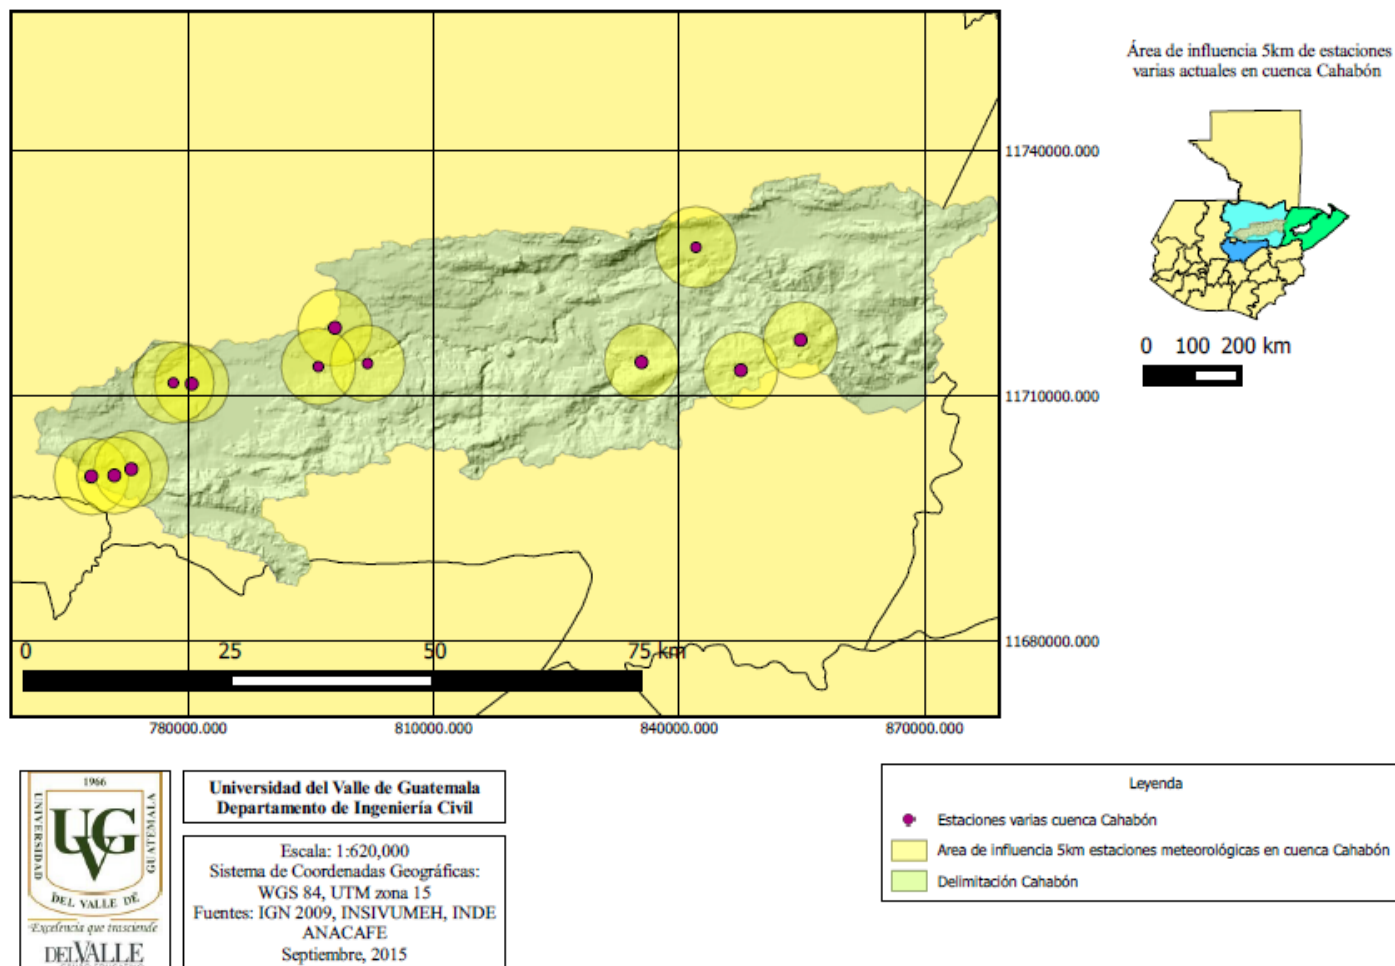 Área de influencia 5km de estaciones
varias actuales en cuenca Cahabón
11740000.000
0 100 200 km
11710000.000
11680000.000
0 25 50 75 km
780000.000 810000.000 840000.000 870000.000
1966
UNIVERSIDAD
UVG
GUATEMALA
DEL VALLE DE
Excelencia que trasciende
DELVALLE
Universidad del Valle de Guatemala
Departamento de Ingeniería Civil
Escala: 1:620,000
Sistema de Coordenadas Geográficas:
WGS 84, UTM zona 15
Fuentes: IGN 2009, INSIVUMEH, INDE
ANACAFE
Septiembre, 2015
Leyenda
Estaciones varias cuenca Cahabón
Area de influencia 5km estaciones meteorológicas en cuenca Cahabón
Delimitación Cahabón